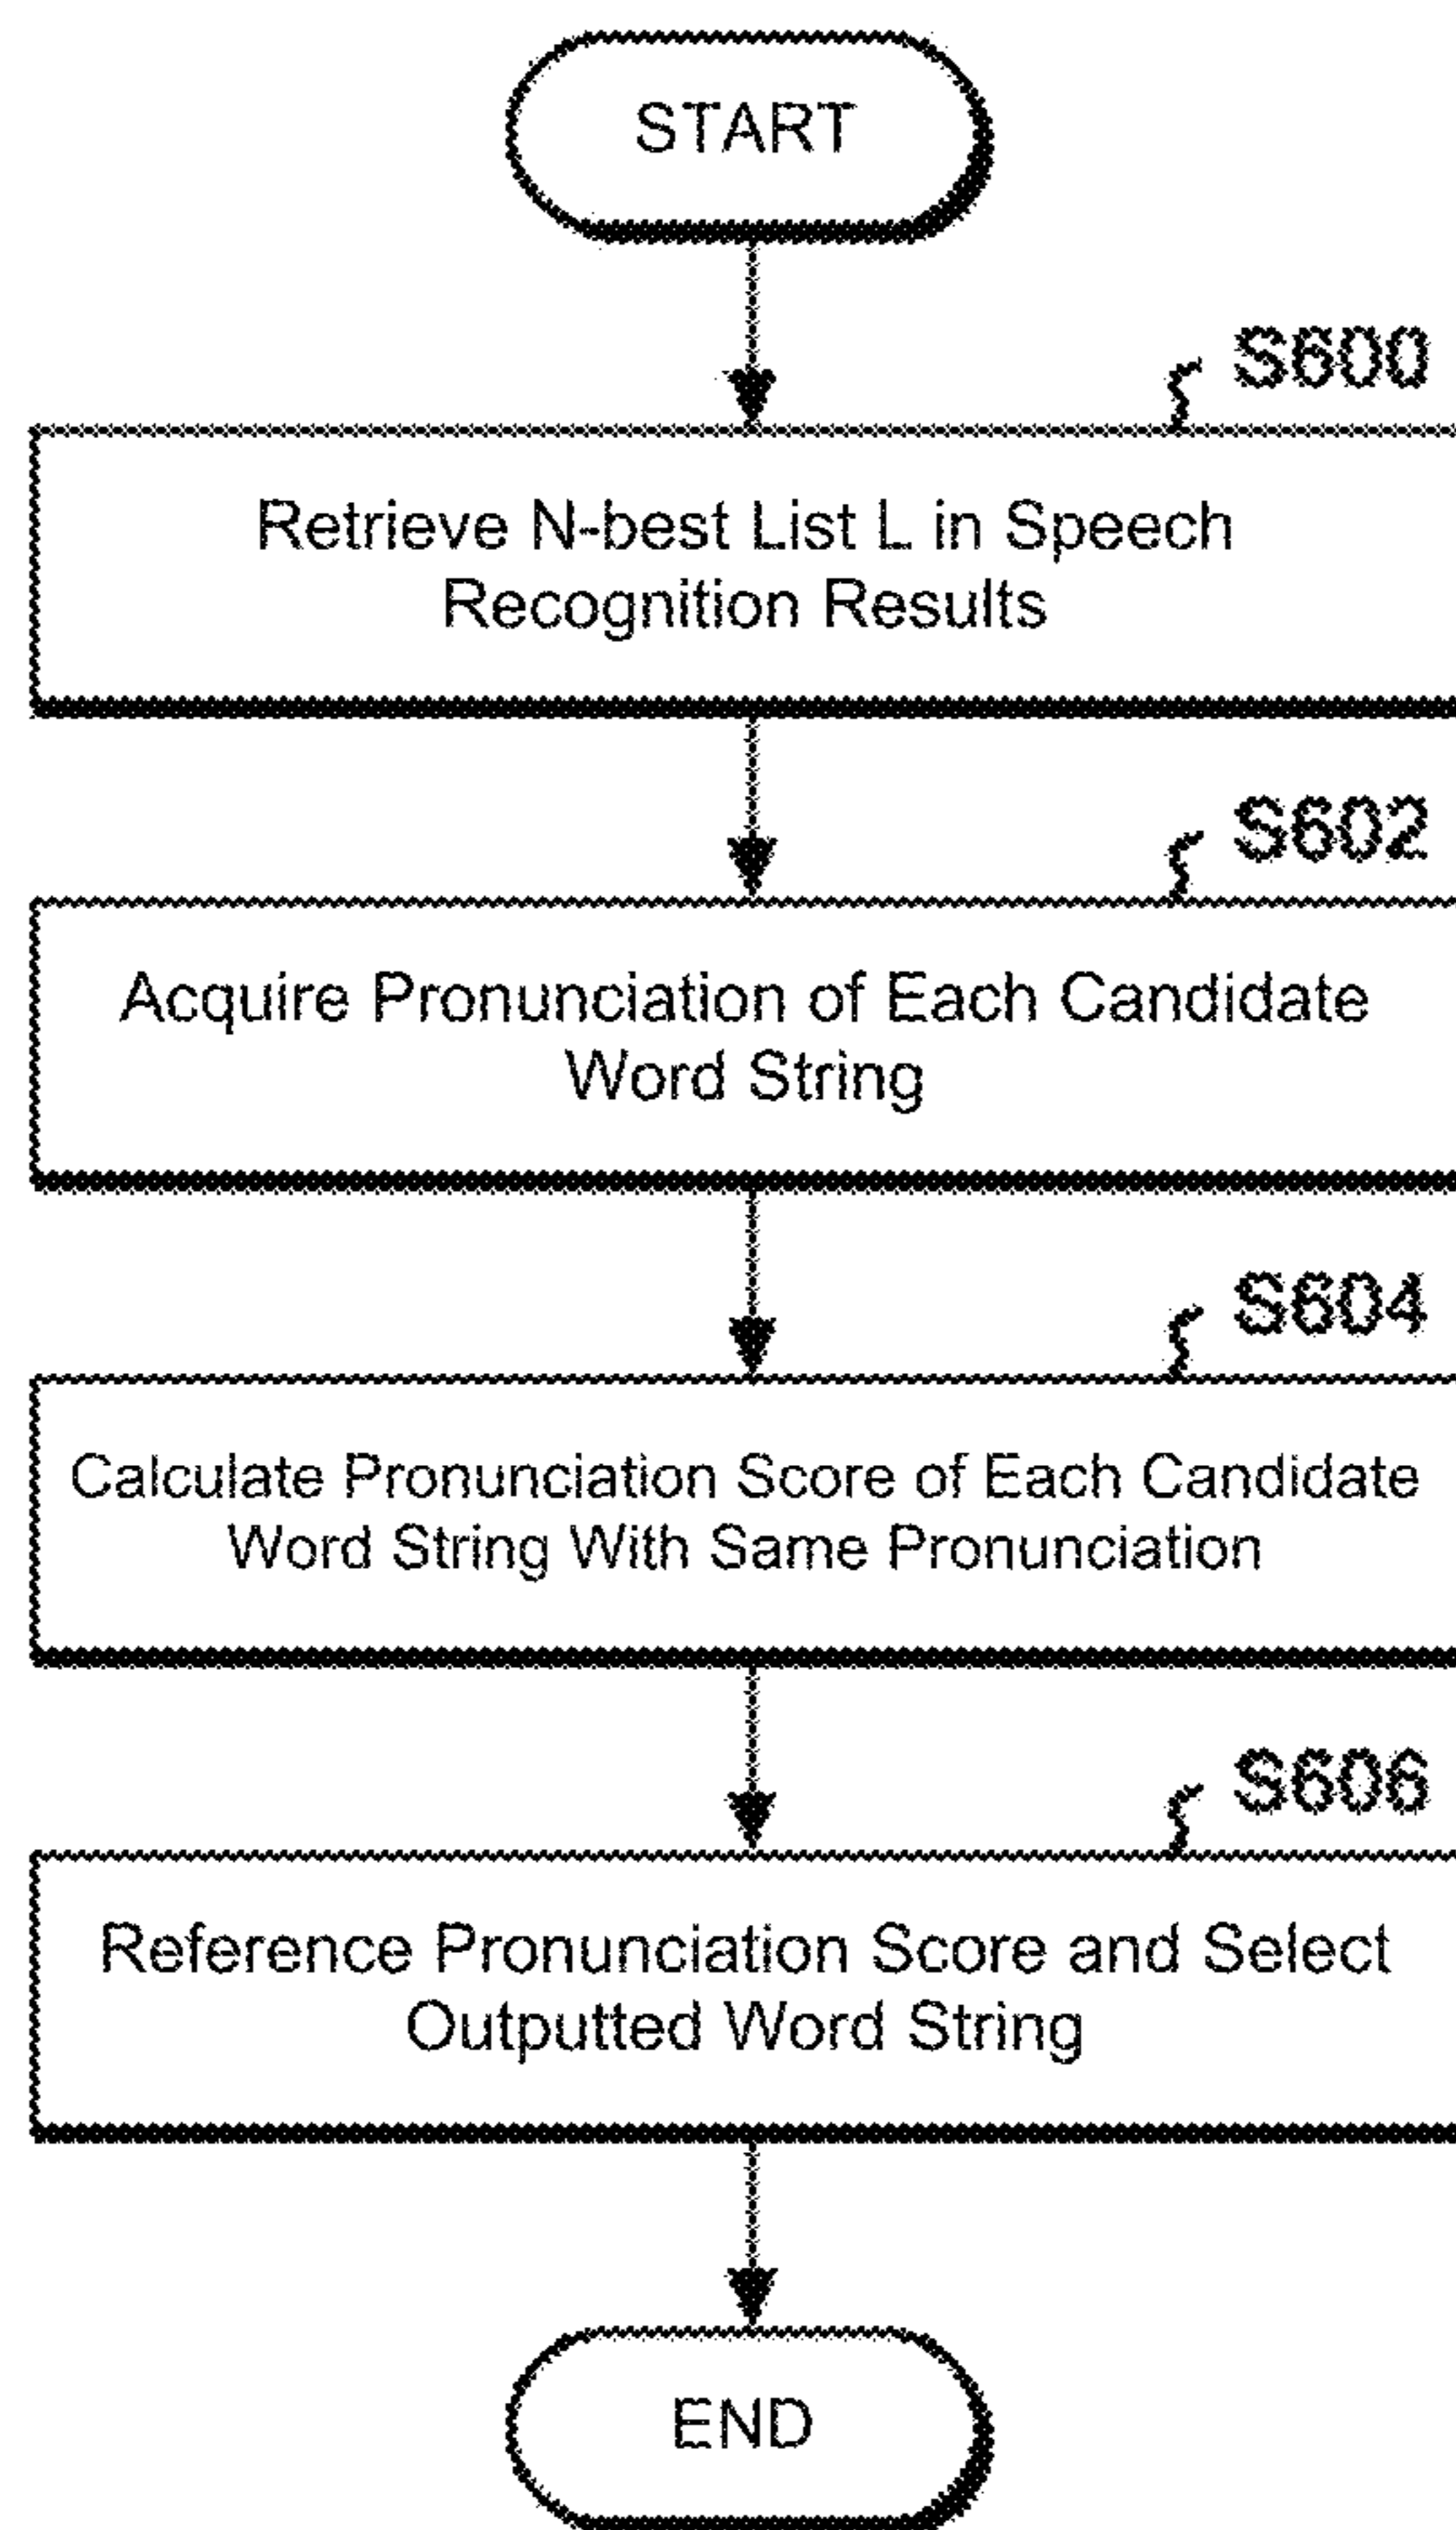 START
S600
Retrieve N-best List L in Speech
Recognition Results
S602
Acquire Pronunciation of Each Candidate
Word String
S604
Calculate Pronunciation Score of Each Candidate
Word String With Same Pronunciation
S606
Reference Pronunciation Score and Select
Outputted Word String
END